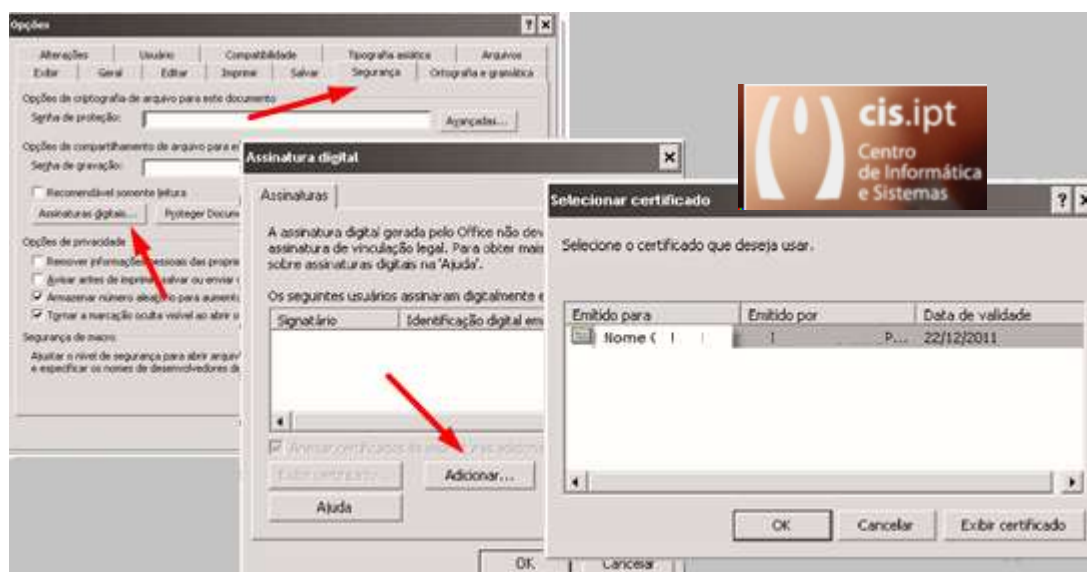 Opções
Alterações Usuário Compatibilidade Tipografia asiática Arquivos
Exibir Geral Editar Imprimir Salvar Segurança Ortografia e gramática
Opções de criptografia de arquivo para este documento
Senha de proteção:
Avançadas...
Opções de compartilhamento de arquivo para e
Senha de gravação:
Recomendável somente leitura
Assinaturas digitais... Proteger Docum
Opções de privacidade
Remover informações pessoais das proprie
Avisar antes de imprimir, salvar ou enviar
Armazenar número aleatório para aument
Tornar a marcação oculta visível ao abrir o
Segurança de macro
Ajustar o nível de segurança para abrir arquiv
e especificar os nomes de desenvolvedores d
Assinatura digital
Assinaturas
A assinatura digital gerada pelo Office não dev
assinatura de vinculação legal. Para obter mais
sobre assinaturas digitais na 'Ajuda'.
Os seguintes usuários assinaram digitalmente e
Signatário Identificação digital em
Adicionar...
Ajuda
OK Cancelar
cis.ipt
Centro
de Informática
e Sistemas
Selecionar certificado
Selecione o certificado que deseja usar.
Emitido para Emitido por Data de validade
Nome ( P... 22/12/2011
OK Cancelar Exibir certificado